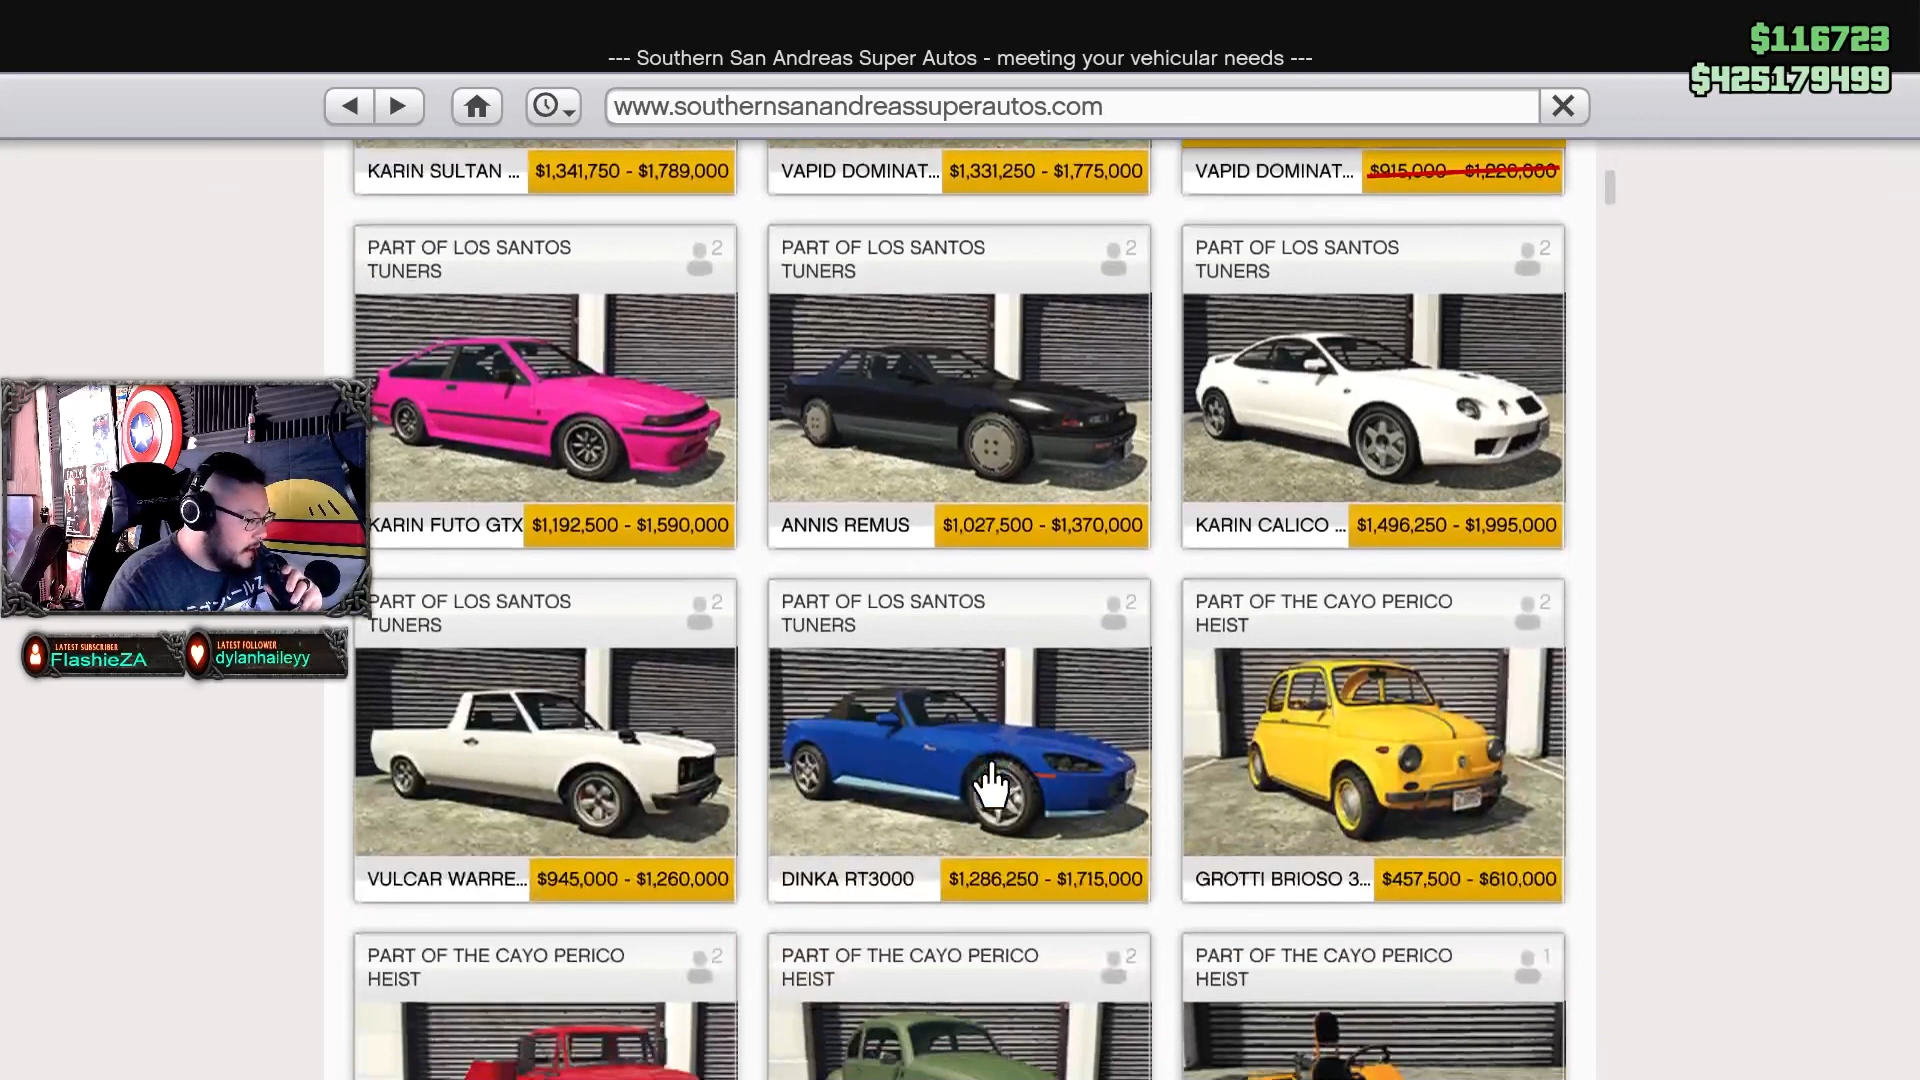 $116723
--- Southern San Andreas Super Autos - meeting your vehicular needs ---
$425179499
www.southernsanandreassuperautos.com
KARIN SULTAN ... $1,341,750 - $1,789,000
VAPID DOMINAT... $1,331,250 - $1,775,000
VAPID DOMINAT... $915,000 - $1,220,000
PART OF LOS SANTOS
TUNERS
2
PART OF LOS SANTOS
TUNERS
2
PART OF LOS SANTOS
TUNERS
2
KARIN FUTO GTX $1,192,500 - $1,590,000
ANNIS REMUS $1,027,500 - $1,370,000
KARIN CALICO ... $1,496,250 - $1,995,000
PART OF LOS SANTOS
TUNERS
2
PART OF LOS SANTOS
TUNERS
2
PART OF THE CAYO PERICO
HEIST
2
LATEST SUBSCRIBER
FlashieZA
LATEST FOLLOWER
dylanhaileyy
VULCAR WARRE... $945,000 - $1,260,000
DINKA RT3000 $1,286,250 - $1,715,000
GROTTI BRIOSO 3... $457,500 - $610,000
PART OF THE CAYO PERICO
HEIST
2
PART OF THE CAYO PERICO
HEIST
2
PART OF THE CAYO PERICO
HEIST
1